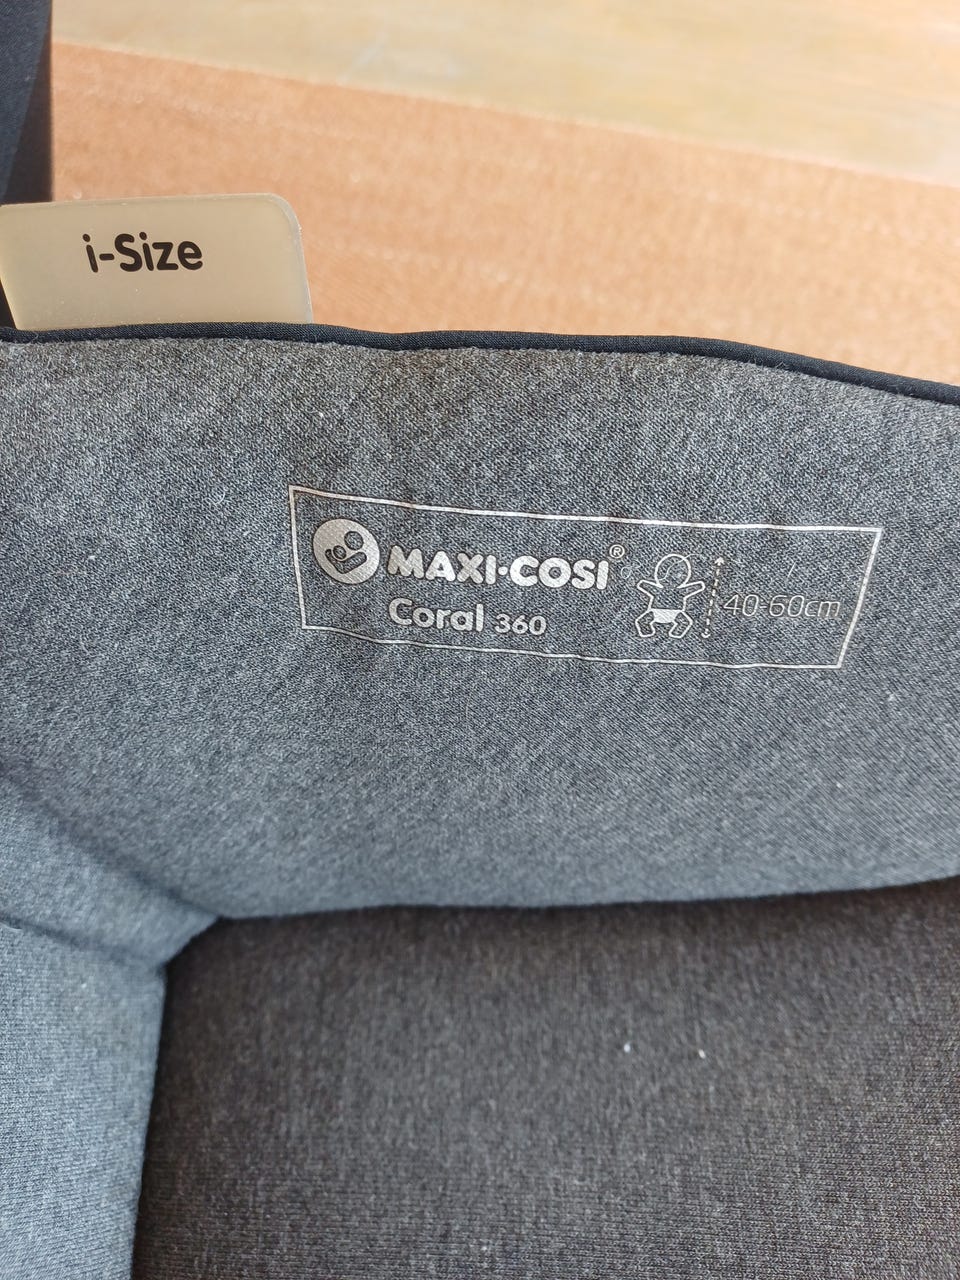 i-Size
MAXI·COSI®
Coral 360
40-60cm